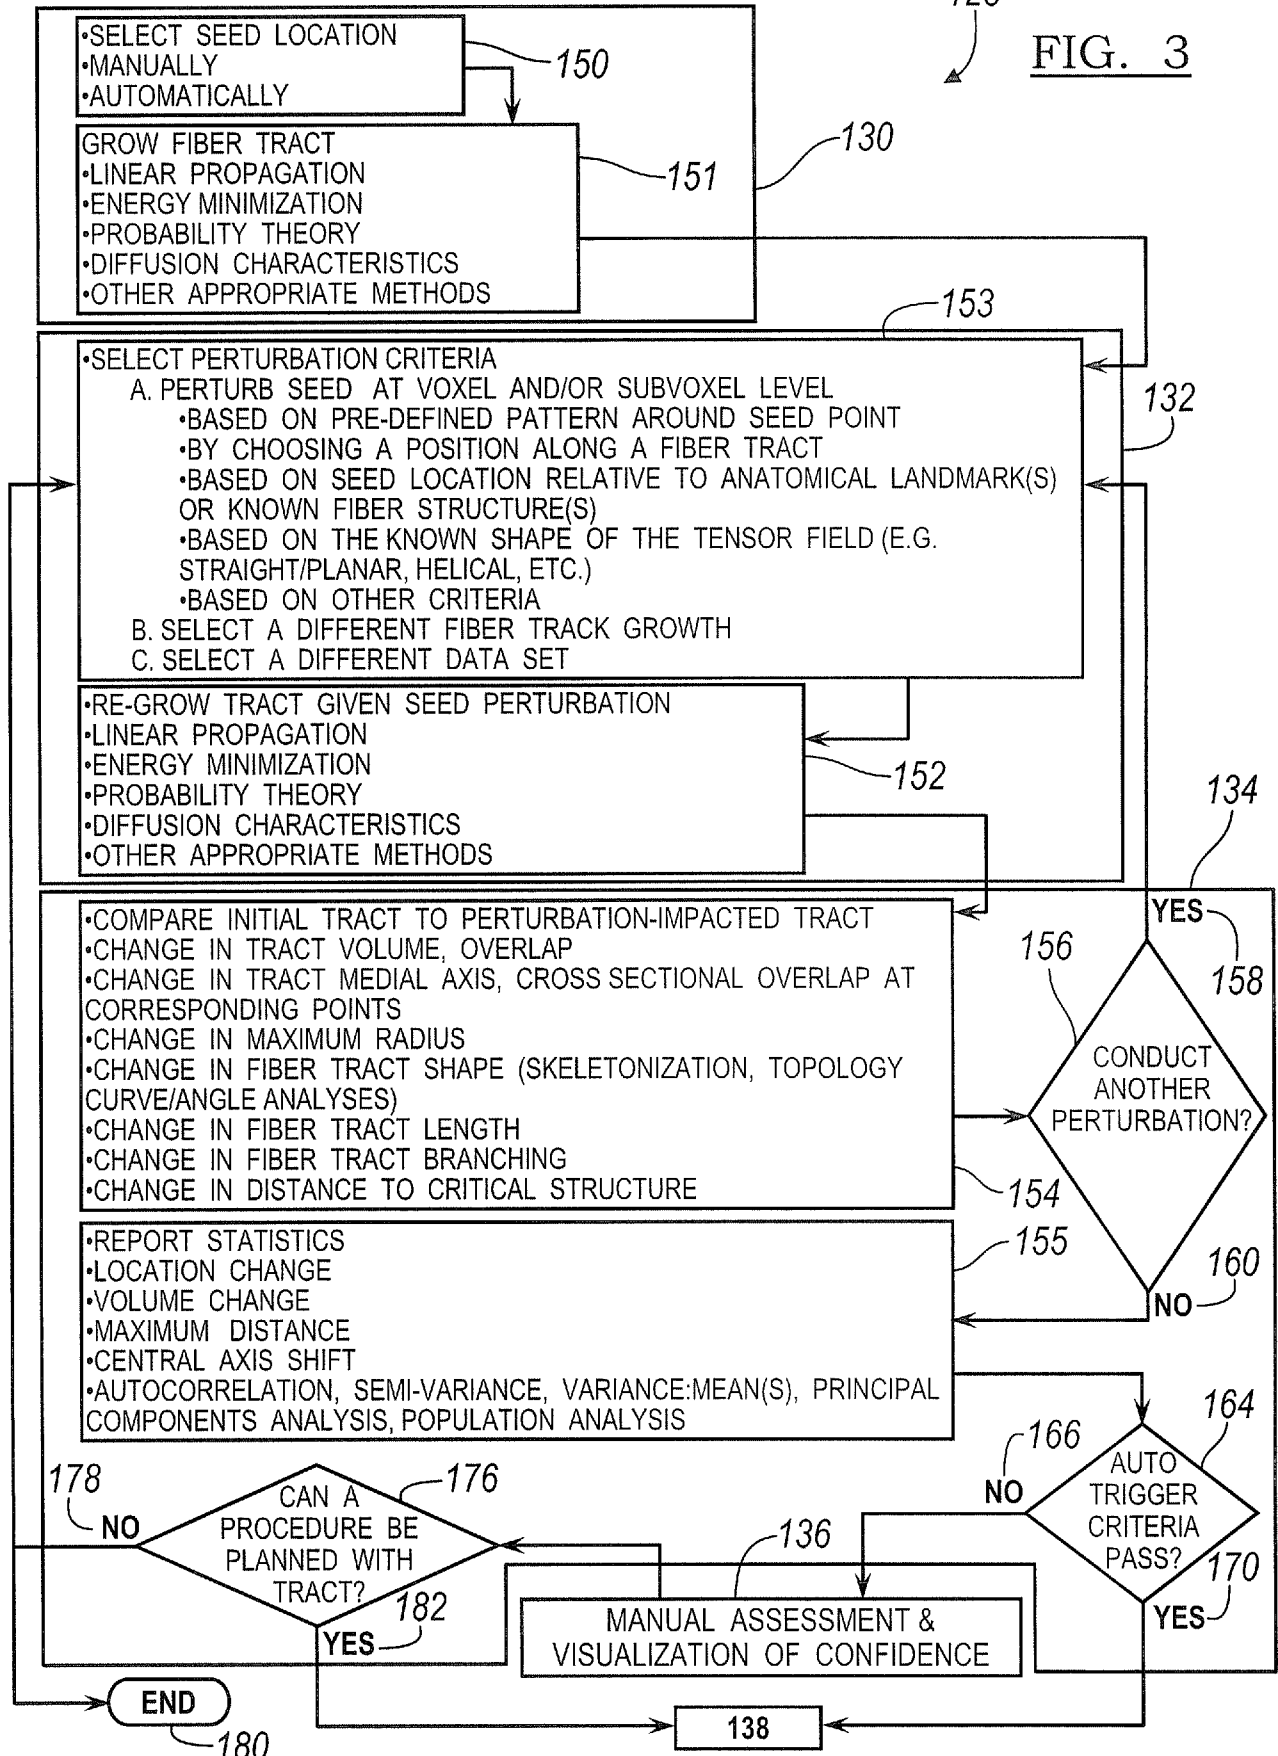 FIG. 3
•SELECT SEED LOCATION
•MANUALLY
•AUTOMATICALLY
150
GROW FIBER TRACT
•LINEAR PROPAGATION
•ENERGY MINIMIZATION
•PROBABILITY THEORY
•DIFFUSION CHARACTERISTICS
•OTHER APPROPRIATE METHODS
151
130
153
•SELECT PERTURBATION CRITERIA
A. PERTURB SEED AT VOXEL AND/OR SUBVOXEL LEVEL
•BASED ON PRE-DEFINED PATTERN AROUND SEED POINT
•BY CHOOSING A POSITION ALONG A FIBER TRACT
•BASED ON SEED LOCATION RELATIVE TO ANATOMICAL LANDMARK(S)
OR KNOWN FIBER STRUCTURE(S)
•BASED ON THE KNOWN SHAPE OF THE TENSOR FIELD (E.G.
STRAIGHT/PLANAR, HELICAL, ETC.)
•BASED ON OTHER CRITERIA
B. SELECT A DIFFERENT FIBER TRACK GROWTH
C. SELECT A DIFFERENT DATA SET
132
•RE-GROW TRACT GIVEN SEED PERTURBATION
•LINEAR PROPAGATION
•ENERGY MINIMIZATION
•PROBABILITY THEORY
•DIFFUSION CHARACTERISTICS
•OTHER APPROPRIATE METHODS
152
134
•COMPARE INITIAL TRACT TO PERTURBATION-IMPACTED TRACT
•CHANGE IN TRACT VOLUME, OVERLAP
•CHANGE IN TRACT MEDIAL AXIS, CROSS SECTIONAL OVERLAP AT
CORRESPONDING POINTS
•CHANGE IN MAXIMUM RADIUS
•CHANGE IN FIBER TRACT SHAPE (SKELETONIZATION, TOPOLOGY
CURVE/ANGLE ANALYSES)
•CHANGE IN FIBER TRACT LENGTH
•CHANGE IN FIBER TRACT BRANCHING
•CHANGE IN DISTANCE TO CRITICAL STRUCTURE
154
156
YES
158
CONDUCT
ANOTHER
PERTURBATION?
NO
160
•REPORT STATISTICS
•LOCATION CHANGE
•VOLUME CHANGE
•MAXIMUM DISTANCE
•CENTRAL AXIS SHIFT
•AUTOCORRELATION, SEMI-VARIANCE, VARIANCE:MEAN(S), PRINCIPAL
COMPONENTS ANALYSIS, POPULATION ANALYSIS
155
164
166
NO
AUTO
TRIGGER
CRITERIA
PASS?
170
YES
136
MANUAL ASSESSMENT &
VISUALIZATION OF CONFIDENCE
176
CAN A
PROCEDURE BE
PLANNED WITH
TRACT?
178
NO
182
YES
END
180
138